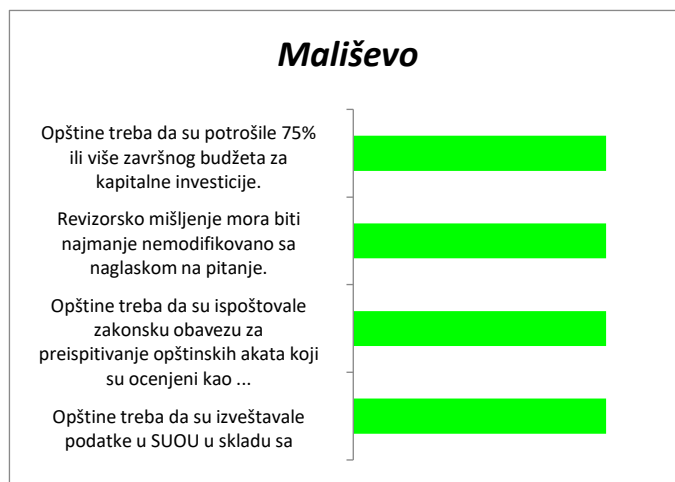 Mališevo
Opštine treba da su potrošile 75%
ili više završnog budžeta za
kapitalne investicije.
Revizorsko mišljenje mora biti
najmanje nemodifikovano sa
naglaskom na pitanje.
Opštine treba da su ispoštovale
zakonsku obavezu za
preispitivanje opštinskih akata koji
su ocenjeni kao ...
Opštine treba da su izveštavale
podatke u SUOU u skladu sa